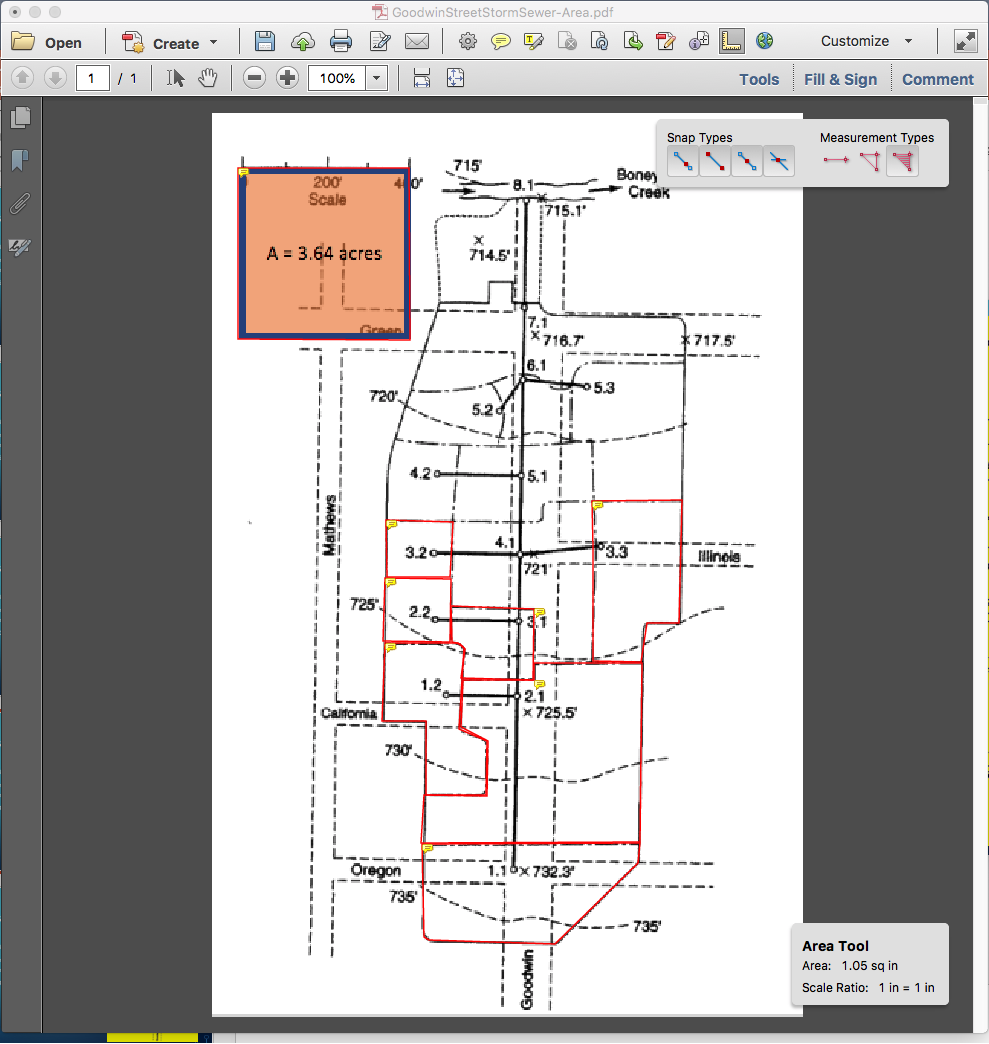 GoodwinStreetStormSewer-Area.pdf
Open
Create
Customize
1 / 1
100%
Tools
Fill & Sign
Comment
Snap Types
Measurement Types
200'
Scale
A = 3.64 acres
715'
8.1
Boney
Creek
715.1'
714.5'
7.1
716.7'
717.5'
6.1
5.3
720'
5.2
4.2
5.1
Mathews
4.1
3.2
3.3
Illinois
721'
725'
2.2
3.1
1.2
2.1
725.5'
California
730'
Oregon
1.1
732.3'
735'
735'
Goodwin
Area Tool
Area: 1.05 sq in
Scale Ratio: 1 in = 1 in